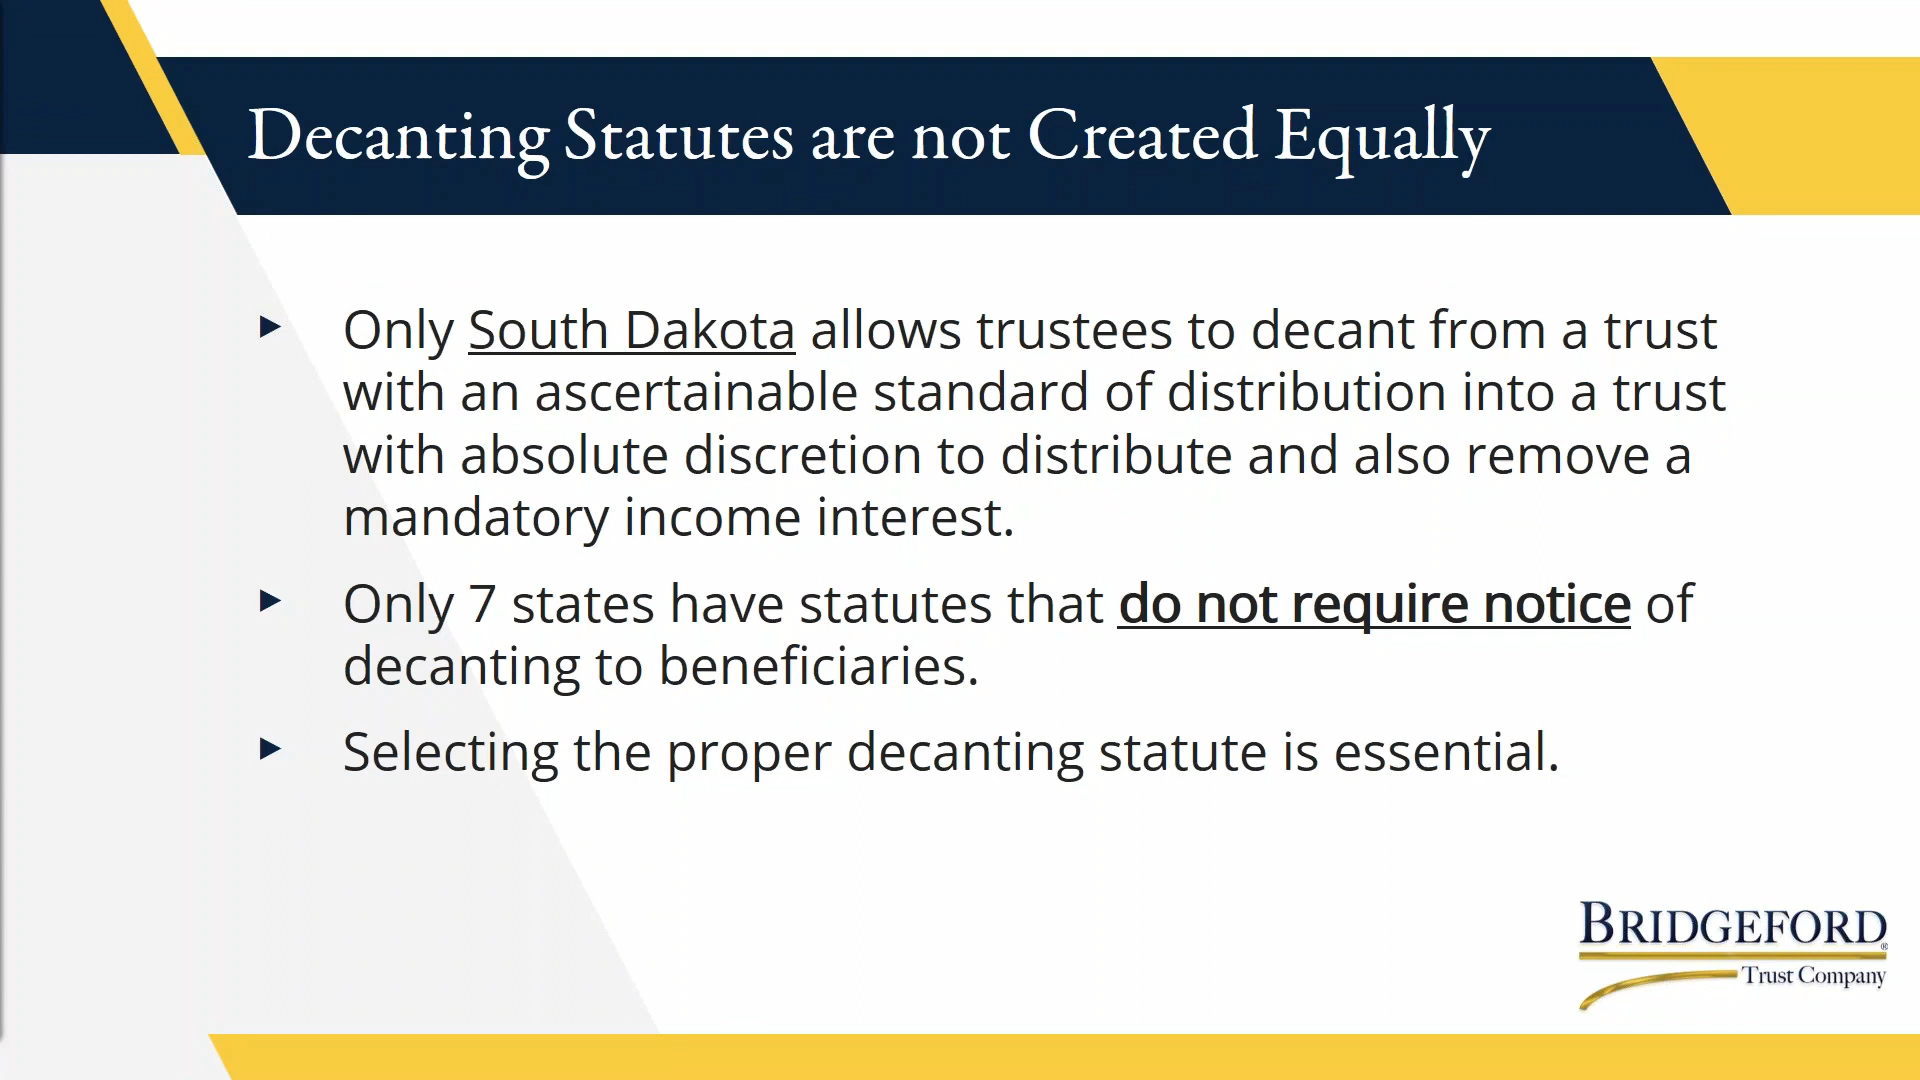 Decanting Statutes are not Created Equally
► Only South Dakota allows trustees to decant from a trust
with an ascertainable standard of distribution into a trust
with absolute discretion to distribute and also remove a
mandatory income interest.
► Only 7 states have statutes that do not require notice of
decanting to beneficiaries.
► Selecting the proper decanting statute is essential.
BRIDGEFORD®
Trust Company